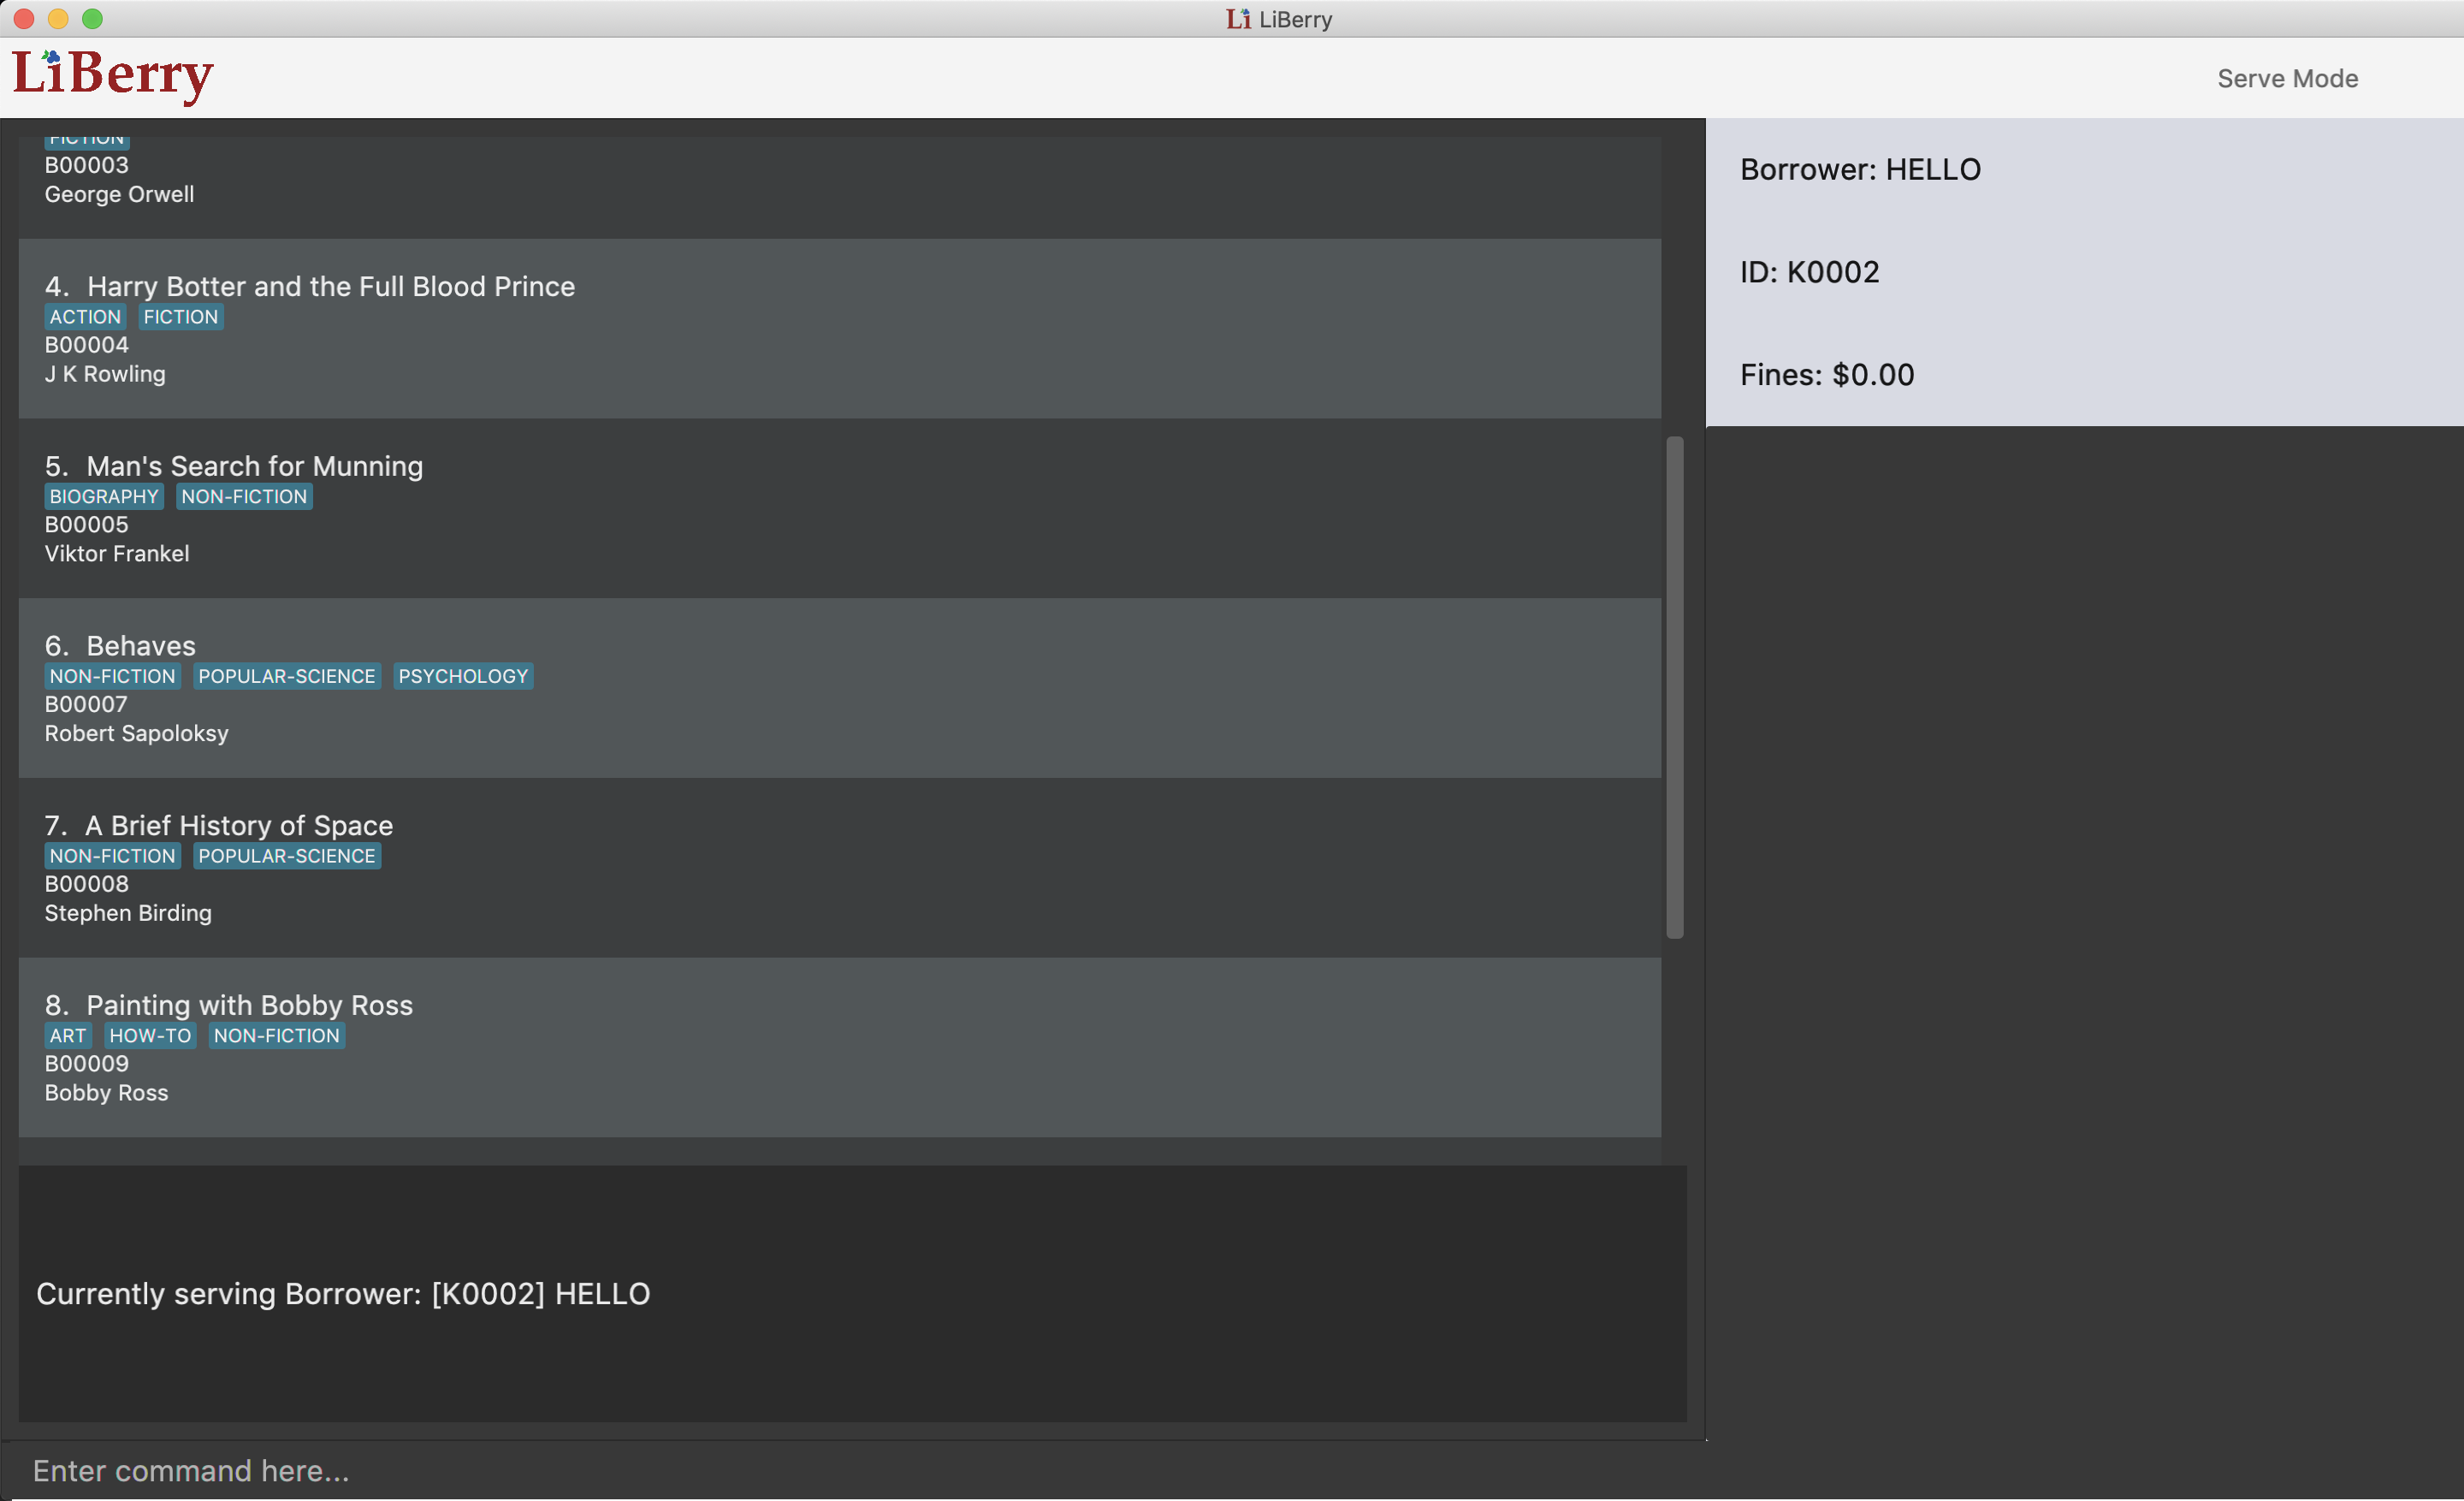 Li LiBerry
LiBerry
Serve Mode
FICTION
B00003
George Orwell
4. Harry Botter and the Full Blood Prince
ACTION FICTION
B00004
J K Rowling
5. Man's Search for Munning
BIOGRAPHY NON-FICTION
B00005
Viktor Frankel
6. Behaves
NON-FICTION POPULAR-SCIENCE PSYCHOLOGY
B00007
Robert Sapoloksy
7. A Brief History of Space
NON-FICTION POPULAR-SCIENCE
B00008
Stephen Birding
8. Painting with Bobby Ross
ART HOW-TO NON-FICTION
B00009
Bobby Ross
Currently serving Borrower: [K0002] HELLO
Enter command here...
Borrower: HELLO
ID: K0002
Fines: $0.00